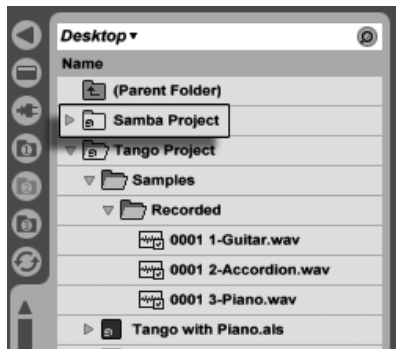 Desktop
Name
(Parent Folder)
Samba Project
Tango Project
Samples
Recorded
0001 1-Guitar.wav
0001 2-Accordion.wav
0001 3-Piano.wav
Tango with Piano.als